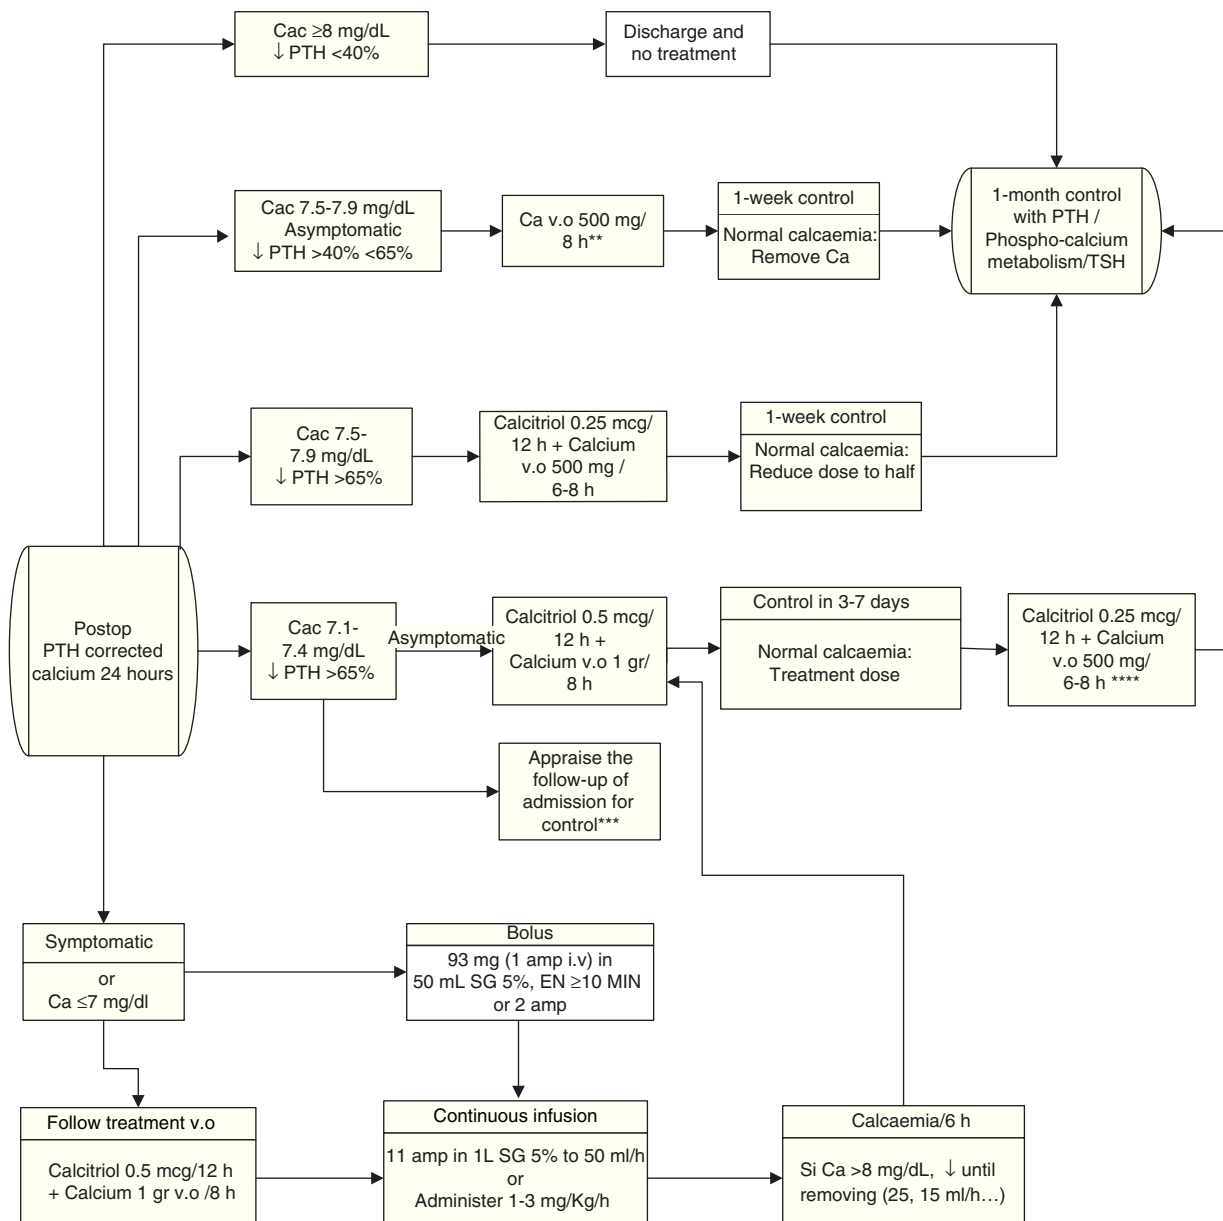 Cac ≥8 mg/dL
↓ PTH <40%
Discharge and
no treatment
Cac 7.5-7.9 mg/dL
Asymptomatic
↓ PTH >40% <65%
Ca v.o 500 mg/
8 h**
1-week control
Normal calcaemia:
Remove Ca
1-month control
with PTH /
Phospho-calcium
metabolism/TSH
Cac 7.5-
7.9 mg/dL
↓ PTH >65%
Calcitriol 0.25 mcg/
12 h + Calcium
v.o 500 mg /
6-8 h
1-week control
Normal calcaemia:
Reduce dose to half
Postop
PTH corrected
calcium 24 hours
Cac 7.1-
7.4 mg/dL
↓ PTH >65%
Asymptomatic
Calcitriol 0.5 mcg/
12 h +
Calcium v.o 1 gr/
8 h
Control in 3-7 days
Normal calcaemia:
Treatment dose
Calcitriol 0.25 mcg/
12 h + Calcium
v.o 500 mg/
6-8 h ****
Appraise the
follow-up of
admission for
control***
Symptomatic
or
Ca ≤7 mg/dl
Bolus
93 mg (1 amp i.v) in
50 mL SG 5%, EN ≥10 MIN
or 2 amp
Follow treatment v.o
Calcitriol 0.5 mcg/12 h
+ Calcium 1 gr v.o /8 h
Continuous infusion
11 amp in 1L SG 5% to 50 ml/h
or
Administer 1-3 mg/Kg/h
Calcaemia/6 h
Si Ca >8 mg/dL, ↓ until
removing (25, 15 ml/h…)